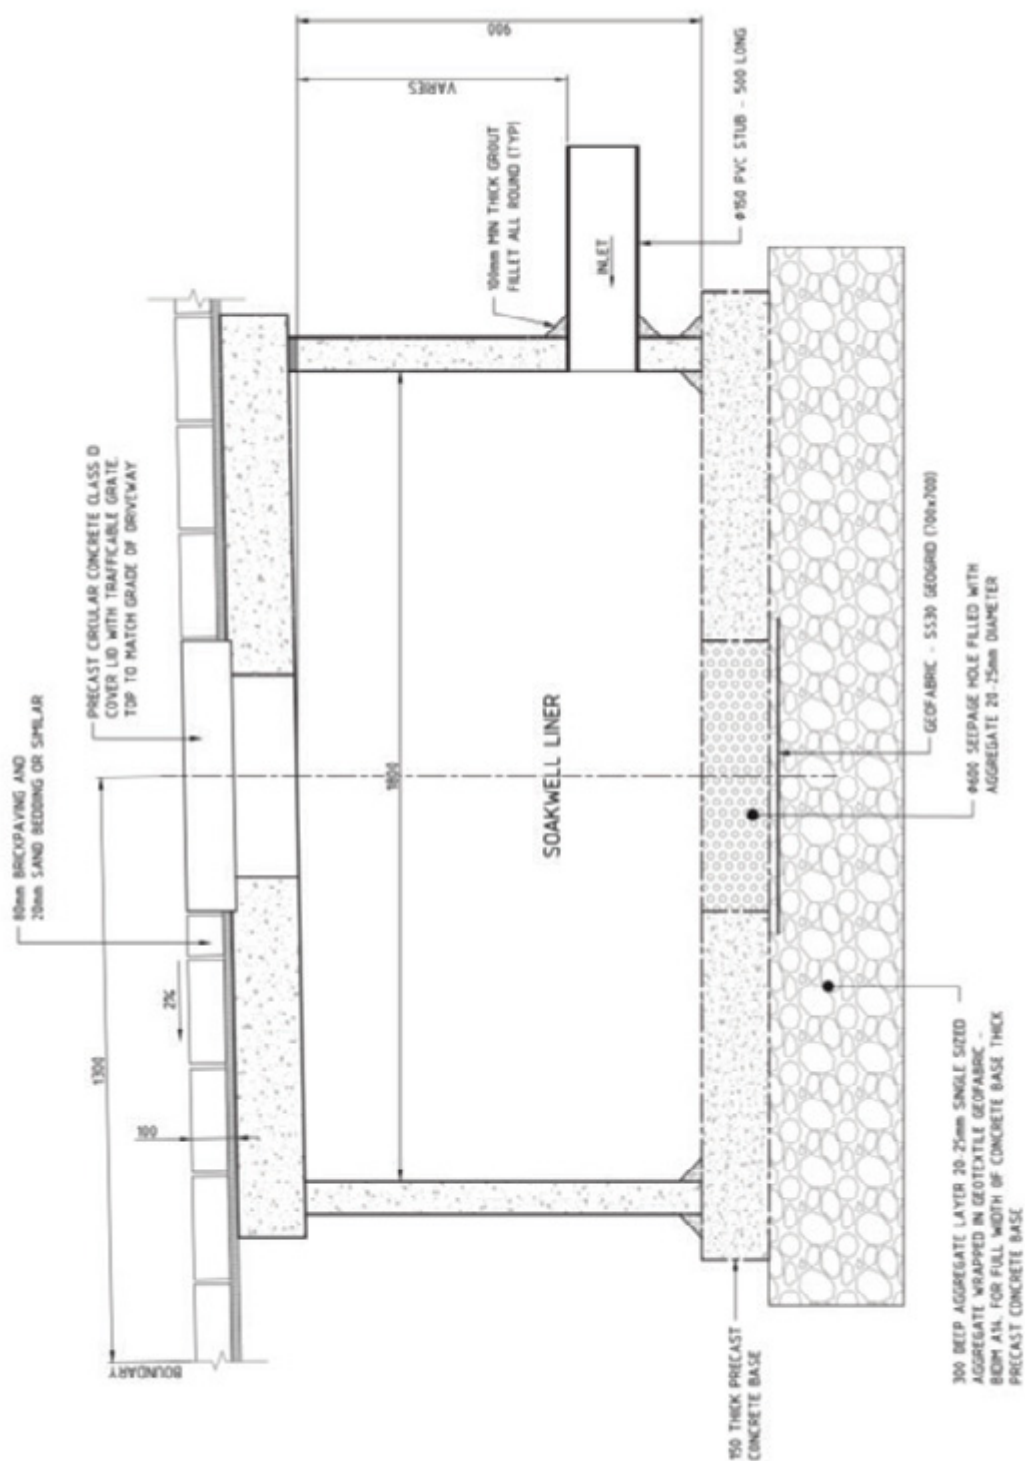 80mm BRICKPAVING AND
20mm SAND BEDDING OR SIMILAR
PRECAST CIRCULAR CONCRETE CLASS D
COVER LID WITH TRAFFICABLE GRATE.
TOP TO MATCH GRADE OF DRIVEWAY
BOUNDARY
1300
2%
100
900
VARIES
100mm MIN THICK GROUT
FILLET ALL ROUND (TYP)
INLET
Φ150 PVC STUB - 500 LONG
1800
SOAKWELL LINER
150 THICK PRECAST
CONCRETE BASE
GEOFABRIC - SS30 GEOGRID (700x700)
Φ600 SEEPAGE HOLE FILLED WITH
AGGREGATE 20-25mm DIAMETER
300 DEEP AGGREGATE LAYER 20-25mm SINGLE SIZED
AGGREGATE WRAPPED IN GEOTEXTILE GEOFABRIC -
BIDIM A14. FOR FULL WIDTH OF CONCRETE BASE THICK
PRECAST CONCRETE BASE